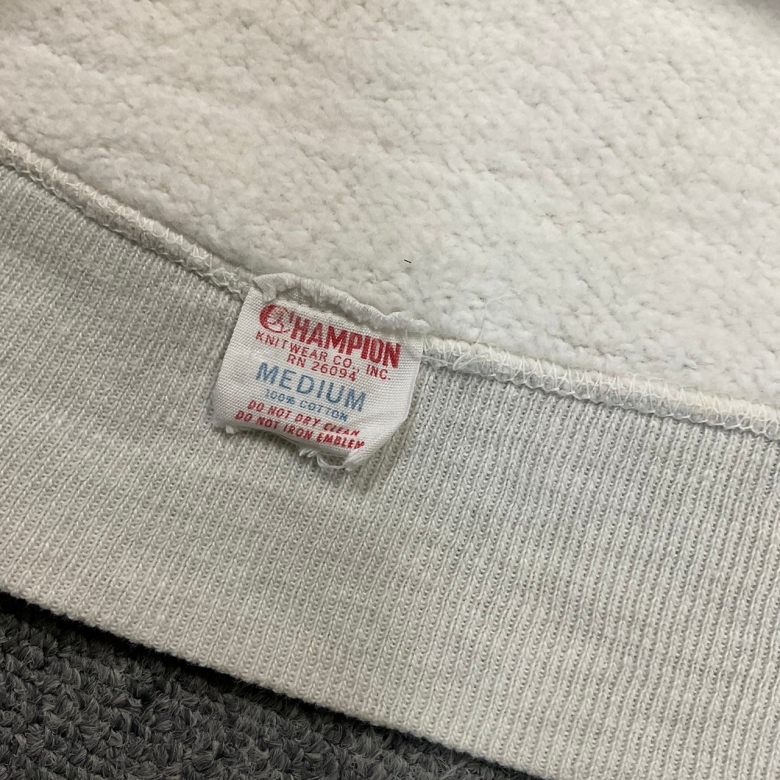 CHAMPION
KNITWEAR CO., INC.
RN 26094
MEDIUM
100% COTTON
DO NOT DRY CLEAN
DO NOT IRON EMBLEM